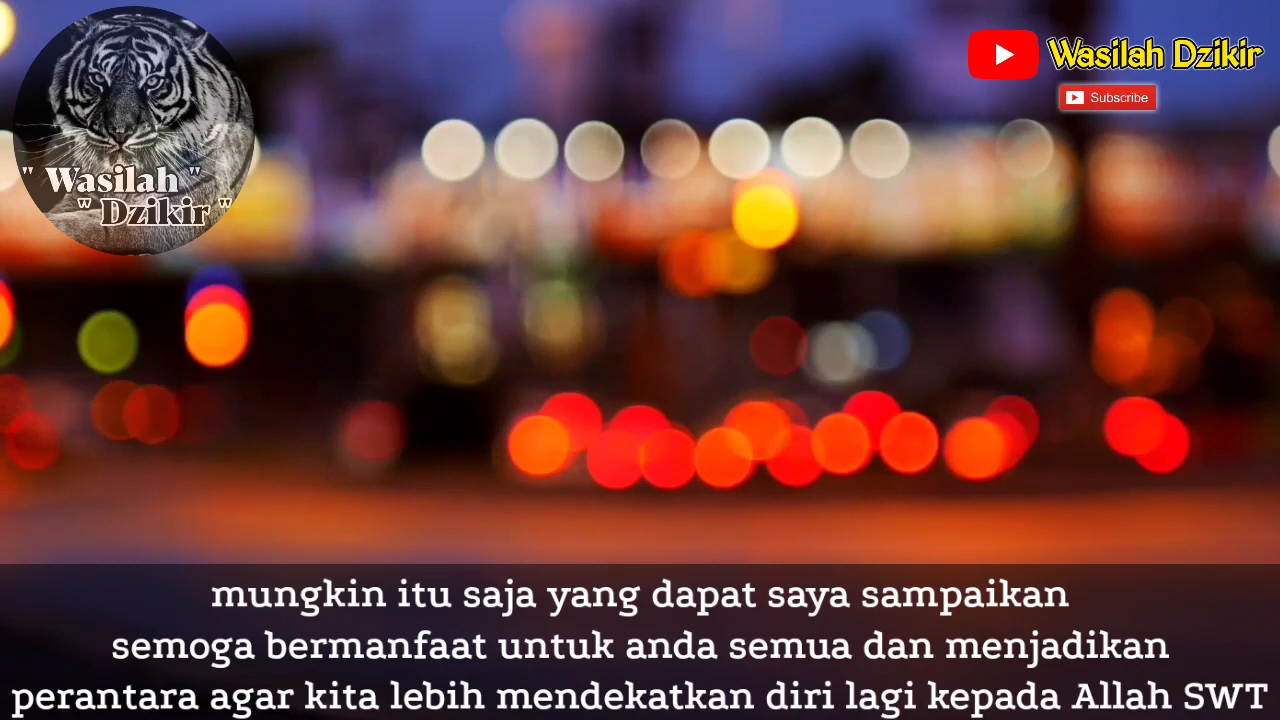 " Wasilah "
" Dzikir "
Wasilah Dzikir
Subscribe
mungkin itu saja yang dapat saya sampaikan
semoga bermanfaat untuk anda semua dan menjadikan
perantara agar kita lebih mendekatkan diri lagi kepada Allah SWT